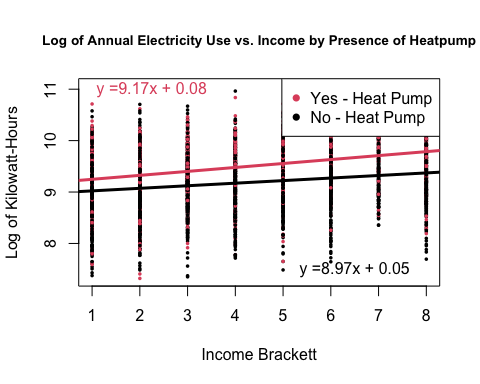 Log of Annual Electricity Use vs. Income by Presence of Heatpump
y =9.17x + 0.08
Yes - Heat Pump
No - Heat Pump
y =8.97x + 0.05
Log of Kilowatt-Hours
11
10
9
8
1 2 3 4 5 6 7 8
Income Brackett